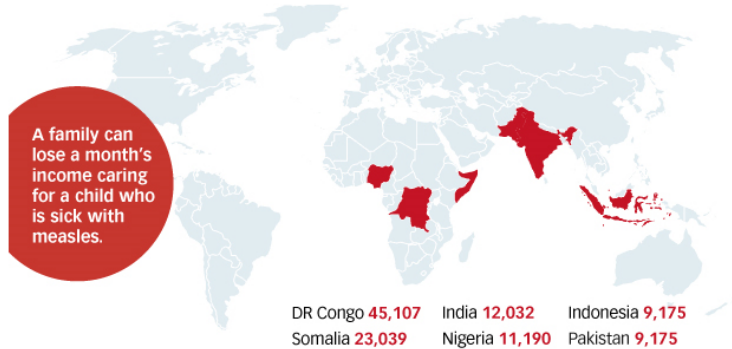 A family can
lose a month's
income caring
for a child who
is sick with
measles.
DR Congo 45,107 India 12,032 Indonesia 9,175
Somalia 23,039 Nigeria 11,190 Pakistan 9,175